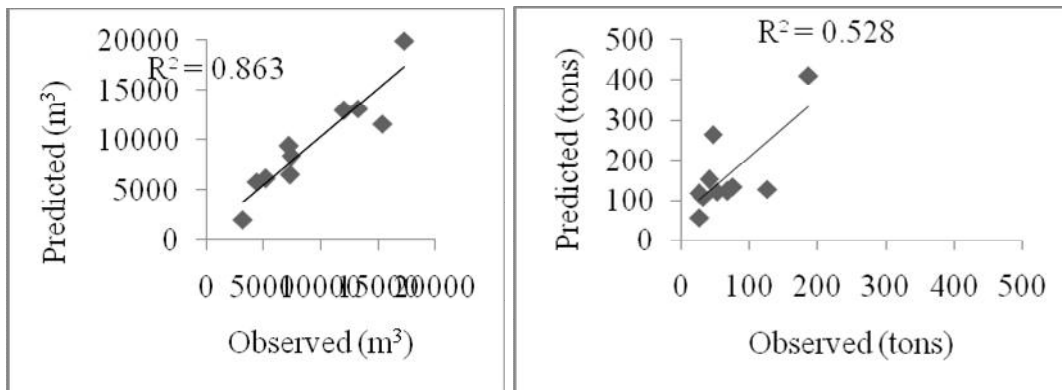 Predicted (m³)
20000
15000
10000
5000
0
R² = 0.863
0 5000 10000 15000 20000
Observed (m³)
Predicted (tons)
R² = 0.528
500
400
300
200
100
0
0 100 200 300 400 500
Observed (tons)